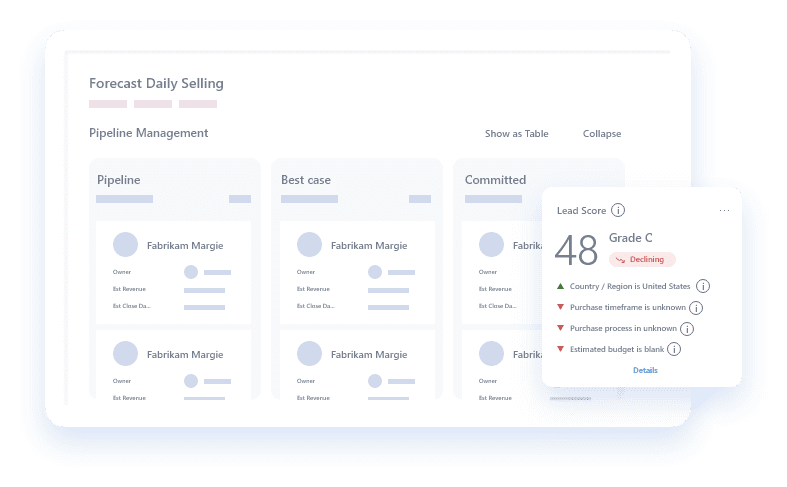 Forecast Daily Selling
Pipeline Management
Show as Table
Collapse
Pipeline
Best case
Committed
Fabrikam Margie
Owner
Est Revenue
Est Close Da...
Fabrikam Margie
Owner
Est Revenue
Fabrikam Margie
Owner
Est Revenue
Est Close Da...
Fabrikam Margie
Owner
Est Revenue
Fabrika
Owner
Est Revenue
Est Close Da...
Fabrika
Owner
Est Revenue
Lead Score i ...
48
Grade C
Declining
Country / Region is United States i
Purchase timeframe is unknown i
Purchase process in unknown i
Estimated budget is blank i
Details